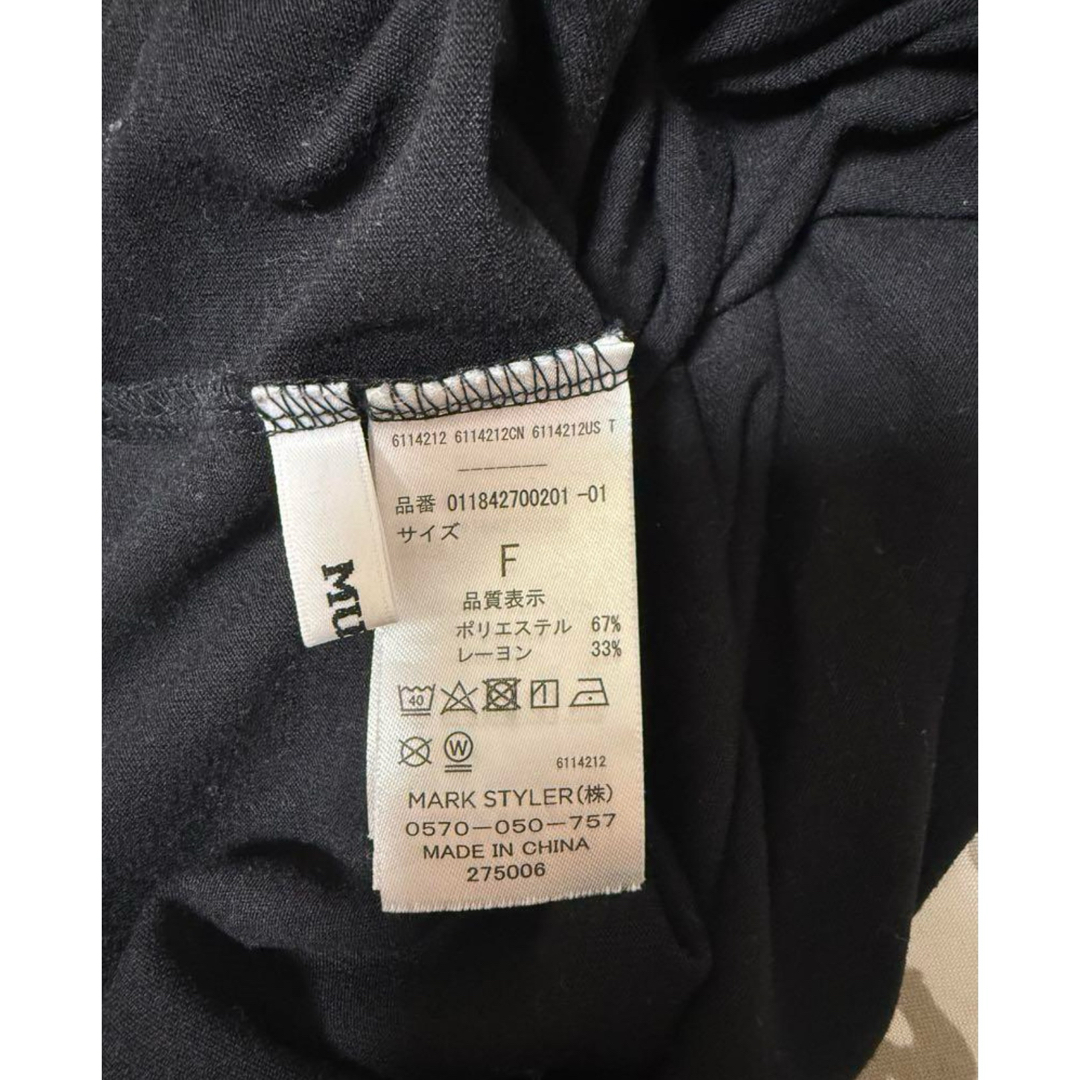 6114212 6114212CN 6114212US T
-------
品番 011842700201 -01
サイズ
F
品質表示
ポリエステル 67%
レーヨン 33%
40
W
6114212
MARK STYLER(株)
0570-050-757
MADE IN CHINA
275006